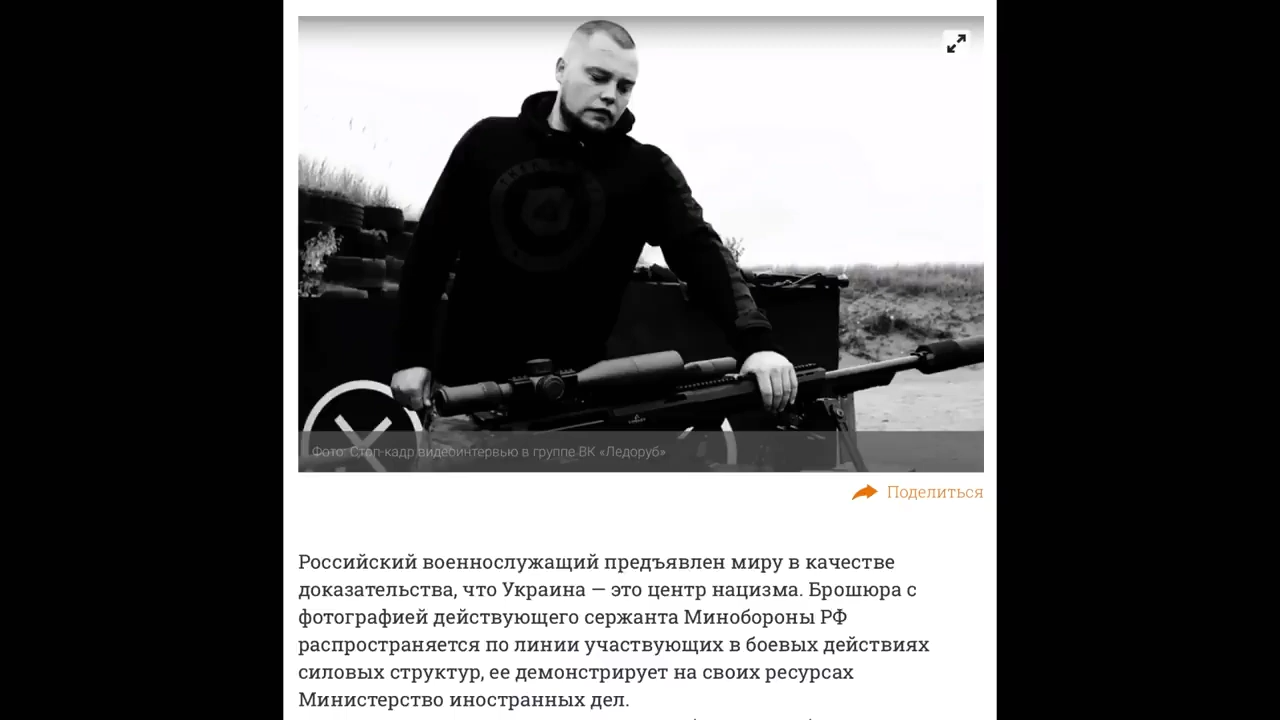 Фото: Стоп-кадр видеоинтервью в группе ВК «Ледоруб»
Поделиться
Российский военнослужащий предъявлен миру в качестве
доказательства, что Украина — это центр нацизма. Брошюра с
фотографией действующего сержанта Минобороны РФ
распространяется по линии участвующих в боевых действиях
силовых структур, ее демонстрирует на своих ресурсах
Министерство иностранных дел.